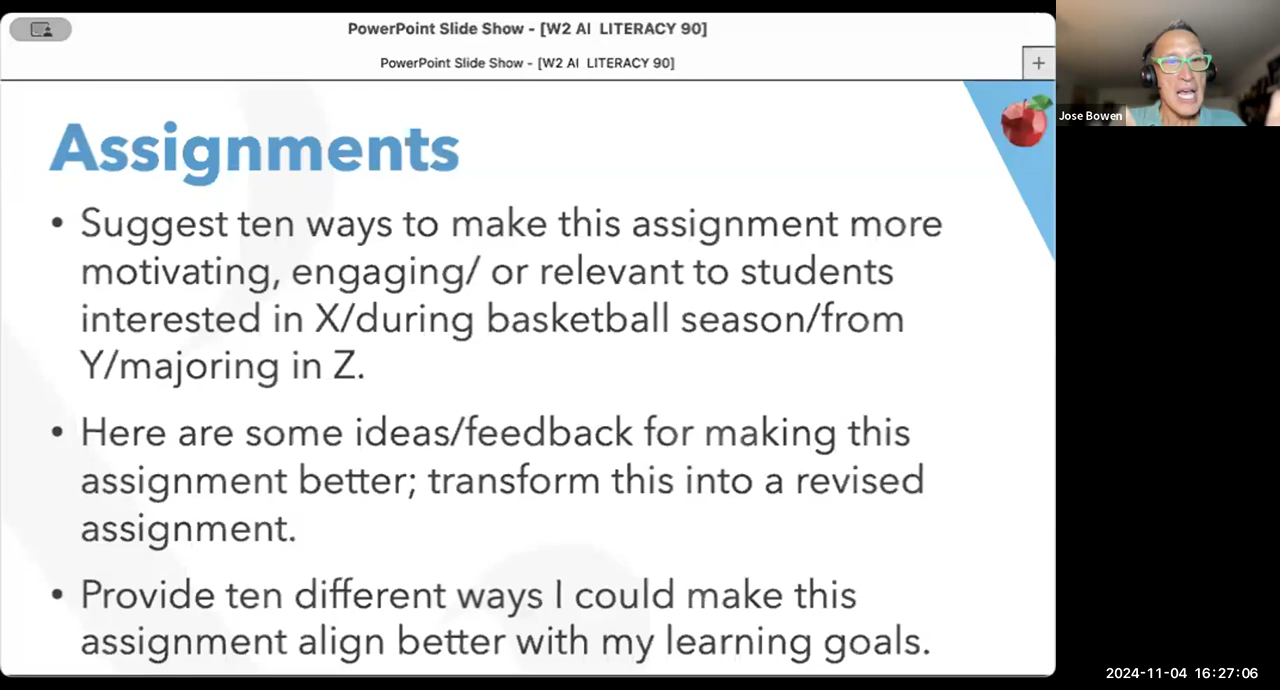 PowerPoint Slide Show - [W2 AI  LITERACY 90]
PowerPoint Slide Show - [W2 AI  LITERACY 90]
+
Assignments
• Suggest ten ways to make this assignment more
motivating, engaging/ or relevant to students
interested in X/during basketball season/from
Y/majoring in Z.
• Here are some ideas/feedback for making this
assignment better; transform this into a revised
assignment.
• Provide ten different ways I could make this
assignment align better with my learning goals.
Jose Bowen
2024-11-04 16:27:06